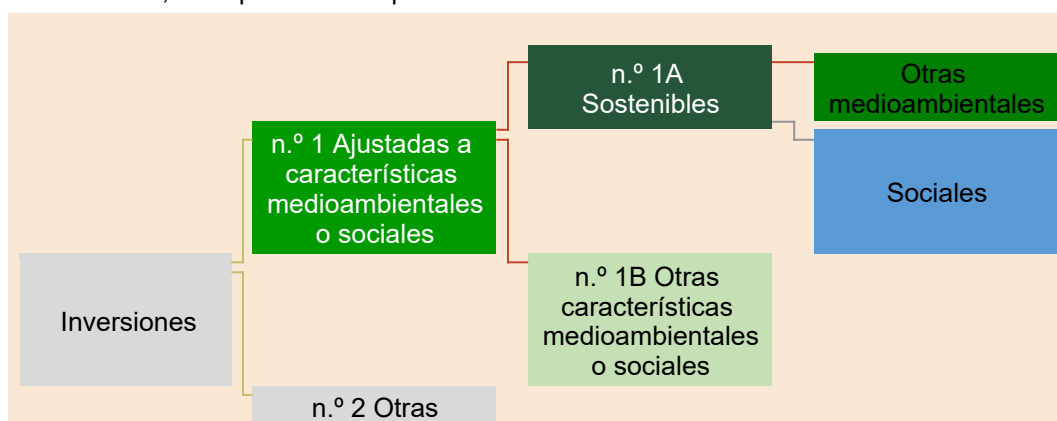 n.º 1A
Sostenibles
Otras
medioambientales
n.º 1 Ajustadas a
características
medioambientales
o sociales
Sociales
Inversiones
n.º 1B Otras
características
medioambientales
o sociales
n.º 2 Otras